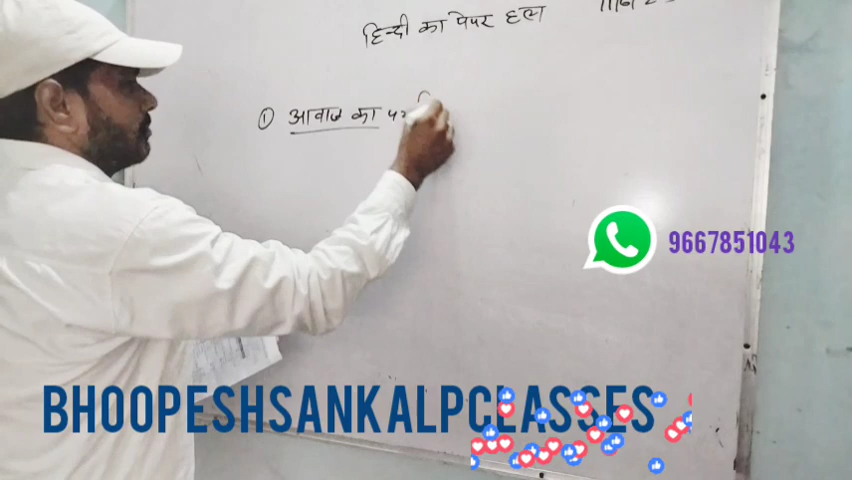 हिन्दी का पेपर हल
① आवाज का
9667851043
BHOOPESHSANKALPCLASSES